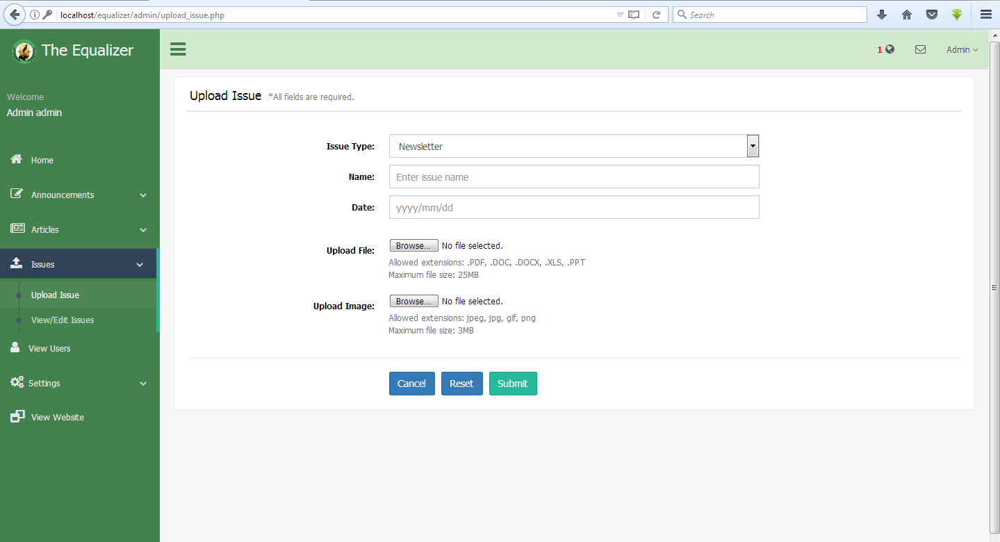 localhost/equalizer/admin/upload_issue.php
Search
The Equalizer
1
Admin
Welcome
Admin admin
Home
Announcements
Articles
Issues
Upload Issue
View/Edit Issues
View Users
Settings
View Website
Upload Issue *All fields are required.
Issue Type: Newsletter
Name: Enter issue name
Date: yyyy/mm/dd
Upload File: Browse... No file selected.
Allowed extensions: .PDF, .DOC, .DOCX, .XLS, .PPT
Maximum file size: 25MB
Upload Image: Browse... No file selected.
Allowed extensions: jpeg, jpg, gif, png
Maximum file size: 3MB
Cancel Reset Submit